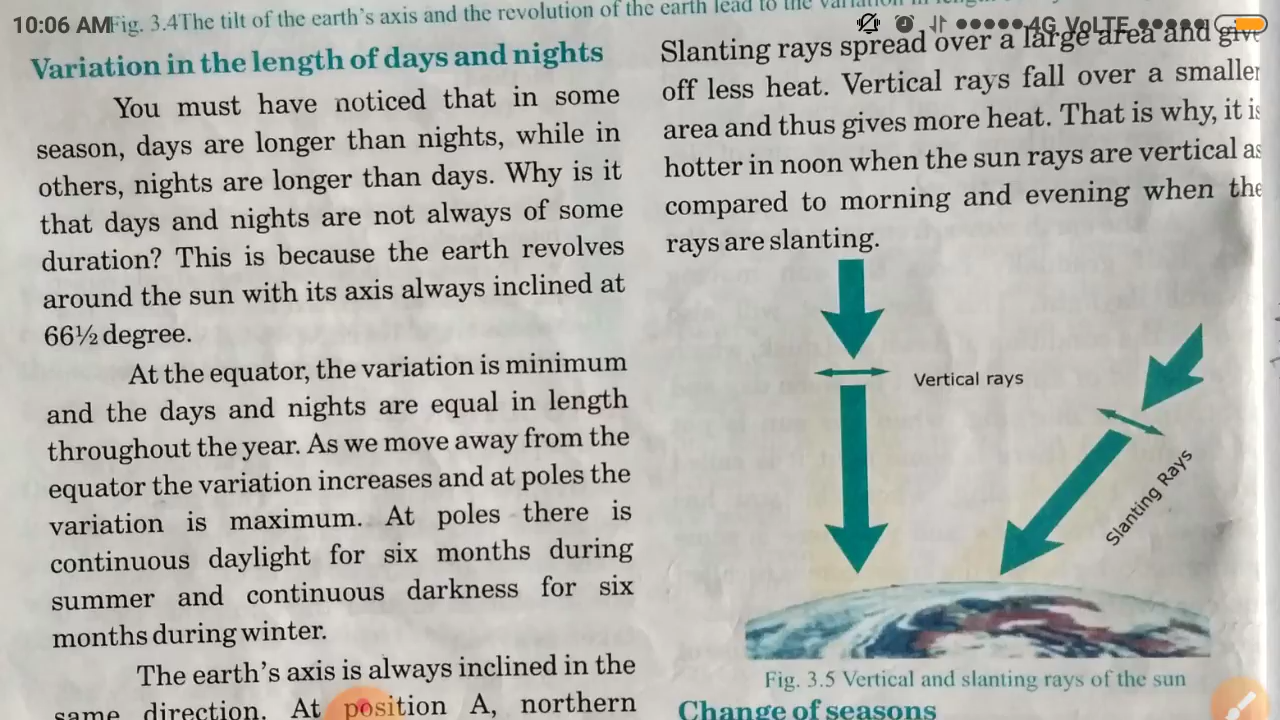 10:06 AM
4G VoLTE
Fig. 3.4 The tilt of the earth's axis and the revolution of the earth lead to the variation in
Variation in the length of days and nights
You must have noticed that in some
season, days are longer than nights, while in
others, nights are longer than days. Why is it
that days and nights are not always of some
duration? This is because the earth revolves
around the sun with its axis always inclined at
66½ degree.
At the equator, the variation is minimum
and the days and nights are equal in length
throughout the year. As we move away from the
equator the variation increases and at poles the
variation is maximum. At poles there is
continuous daylight for six months during
summer and continuous darkness for six
months during winter.
The earth's axis is always inclined in the
same direction. At position A, northern
Slanting rays spread over a large area and give
off less heat. Vertical rays fall over a smaller
area and thus gives more heat. That is why, it is
hotter in noon when the sun rays are vertical as
compared to morning and evening when the
rays are slanting.
Vertical rays
Slanting Rays
Fig. 3.5 Vertical and slanting rays of the sun
Change of seasons